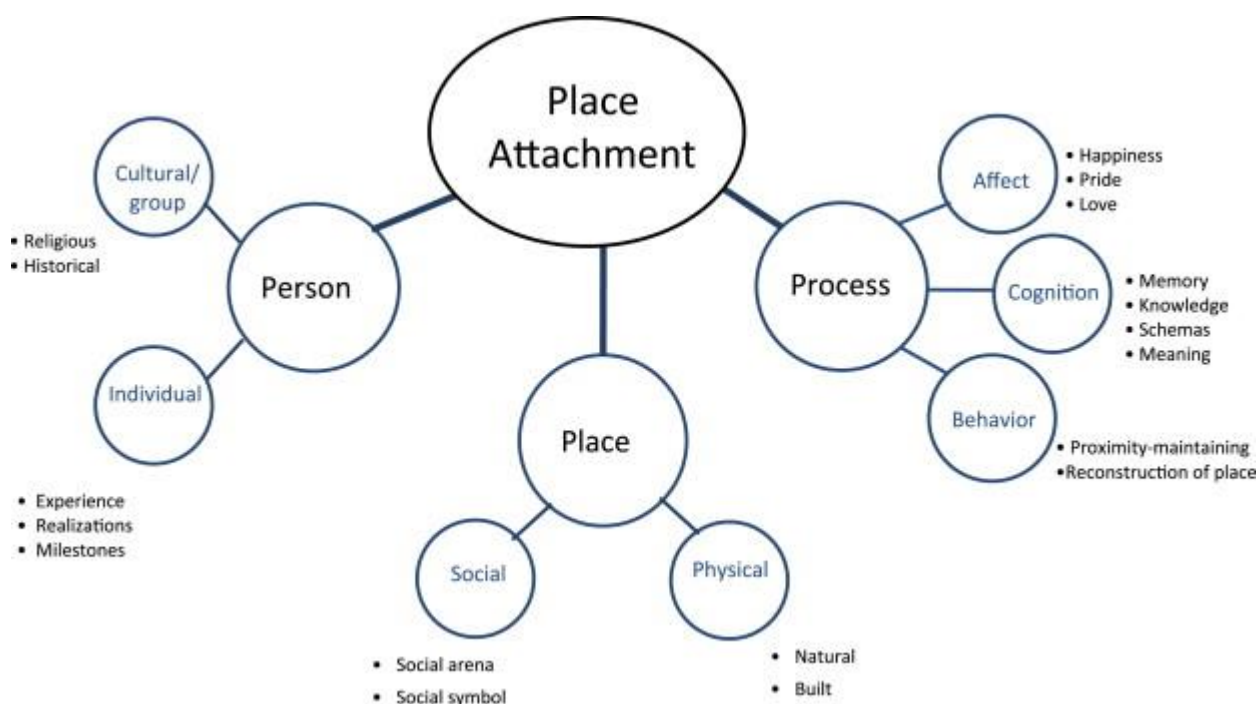 Place
Attachment
Cultural/
group
• Religious
• Historical
Person
Individual
• Experience
• Realizations
• Milestones
Place
Social
• Social arena
• Social symbol
Physical
• Natural
• Built
Process
Affect
• Happiness
• Pride
• Love
Cognition
• Memory
• Knowledge
• Schemas
• Meaning
Behavior
• Proximity-maintaining
•Reconstruction of place